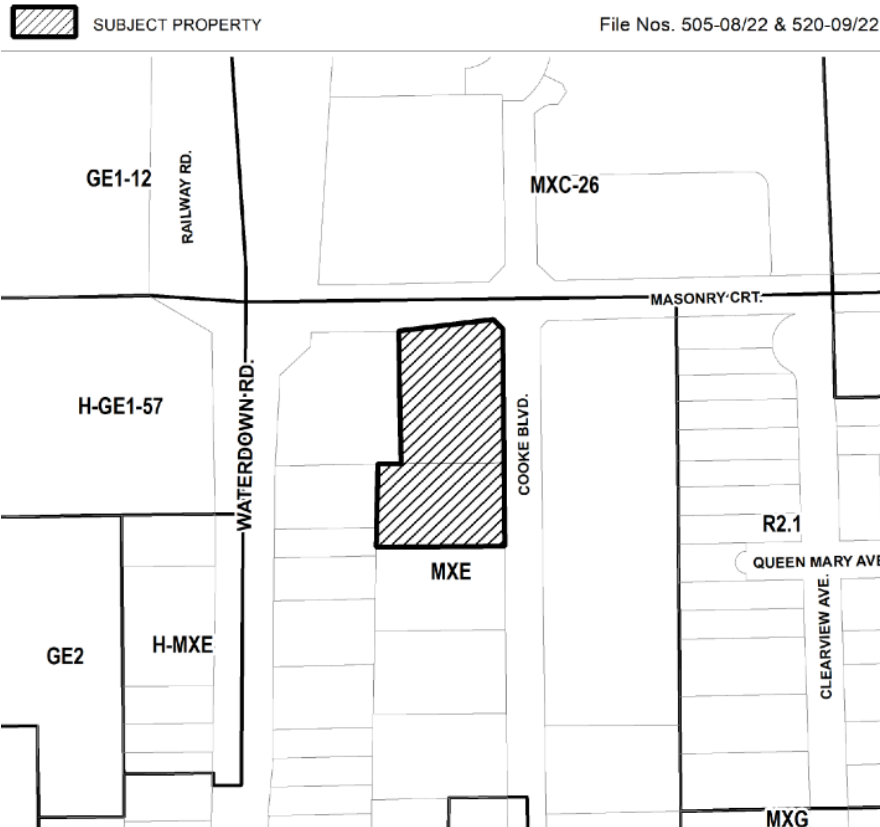 SUBJECT PROPERTY
File Nos. 505-08/22 & 520-09/22
GE1-12
RAILWAY RD.
MXC-26
MASONRY CRT.
WATERDOWN RD.
H-GE1-57
COOKE BLVD.
R2.1
QUEEN MARY AVE
MXE
CLEARVIEW AVE.
H-MXE
GE2
MXG